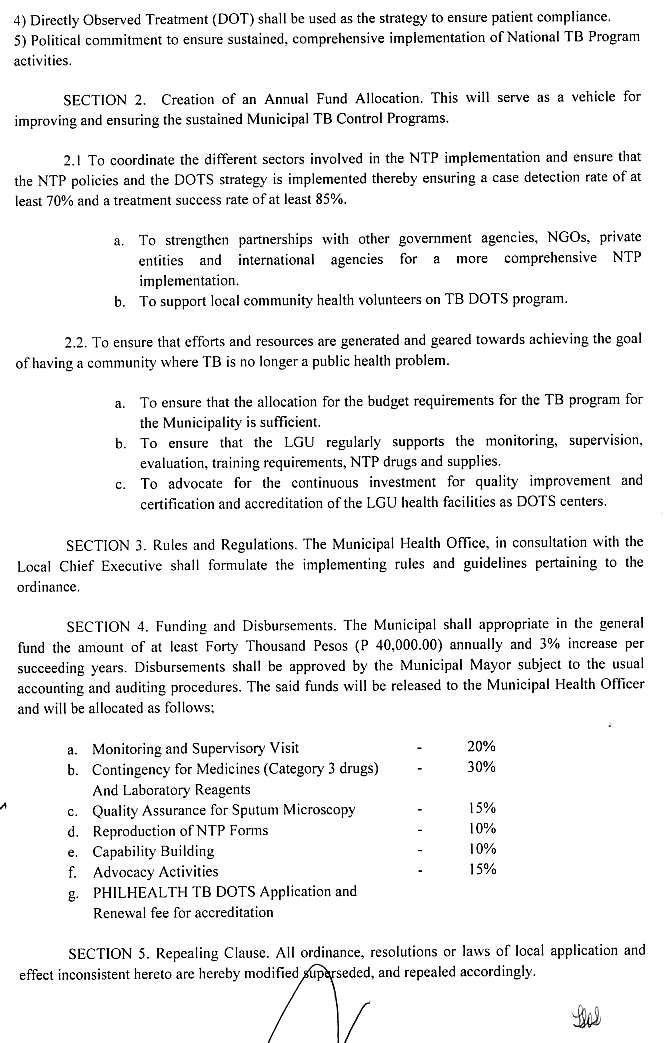 4) Directly Observed Treatment (DOT) shall be used as the strategy to ensure patient compliance.
5) Political commitment to ensure sustained, comprehensive implementation of National TB Program
activities.
SECTION 2. Creation of an Annual Fund Allocation. This will serve as a vehicle for
improving and ensuring the sustained Municipal TB Control Programs.
2.1 To coordinate the different sectors involved in the NTP implementation and ensure that
the NTP policies and the DOTS strategy is implemented thereby ensuring a case detection rate of at
least 70% and a treatment success rate of at least 85%.
a. To strengthen partnerships with other government agencies, NGOs, private
entities and international agencies for a more comprehensive NTP
implementation.
b. To support local community health volunteers on TB DOTS program.
2.2. To ensure that efforts and resources are generated and geared towards achieving the goal
of having a community where TB is no longer a public health problem.
a. To ensure that the allocation for the budget requirements for the TB program for
the Municipality is sufficient.
b. To ensure that the LGU regularly supports the monitoring, supervision,
evaluation, training requirements, NTP drugs and supplies.
c. To advocate for the continuous investment for quality improvement and
certification and accreditation of the LGU health facilities as DOTS centers.
SECTION 3. Rules and Regulations. The Municipal Health Office, in consultation with the
Local Chief Executive shall formulate the implementing rules and guidelines pertaining to the
ordinance.
SECTION 4. Funding and Disbursements. The Municipal shall appropriate in the general
fund the amount of at least Forty Thousand Pesos (P 40,000.00) annually and 3% increase per
succeeding years. Disbursements shall be approved by the Municipal Mayor subject to the usual
accounting and auditing procedures. The said funds will be released to the Municipal Health Officer
and will be allocated as follows;
a. Monitoring and Supervisory Visit - 20%
b. Contingency for Medicines (Category 3 drugs) - 30%
And Laboratory Reagents
c. Quality Assurance for Sputum Microscopy - 15%
d. Reproduction of NTP Forms - 10%
e. Capability Building - 10%
f. Advocacy Activities - 15%
g. PHILHEALTH TB DOTS Application and
Renewal fee for accreditation
SECTION 5. Repealing Clause. All ordinance, resolutions or laws of local application and
effect inconsistent hereto are hereby modified superseded, and repealed accordingly.